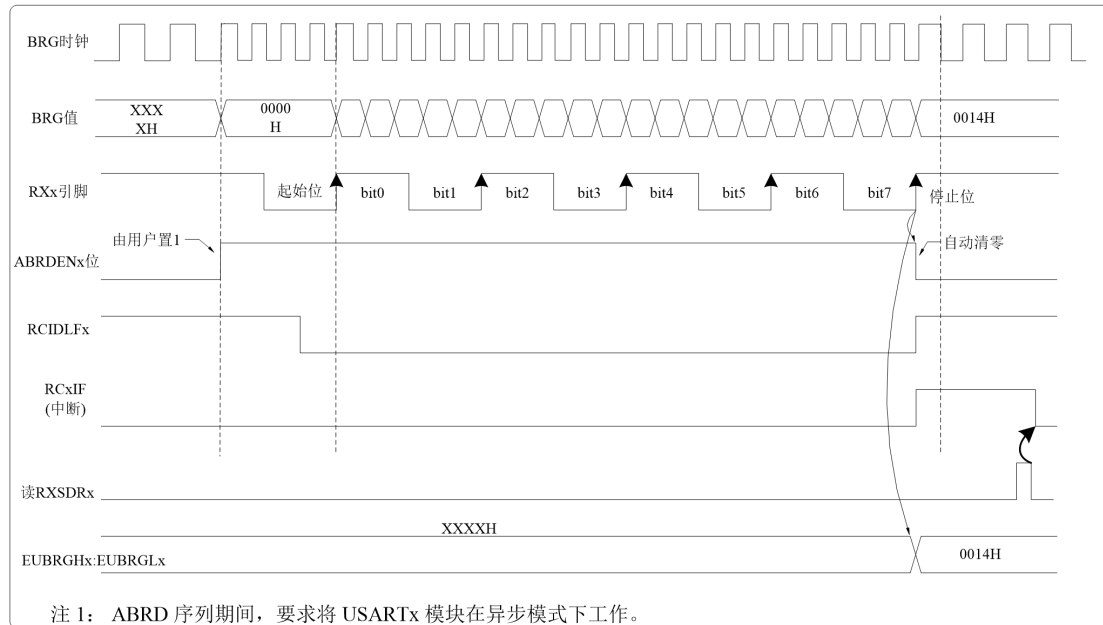 BRG时钟
BRG值
XXX
XH
0000
H
0014H
RXx引脚
起始位
bit0
bit1
bit2
bit3
bit4
bit5
bit6
bit7
停止位
由用户置1
自动清零
ABRDENx位
RCIDLFx
RCxIF
(中断)
读RXSDRx
XXXXH
EUBRGHx:EUBRGLx
0014H
注 1: ABRD 序列期间，要求将 USARTx 模块在异步模式下工作。